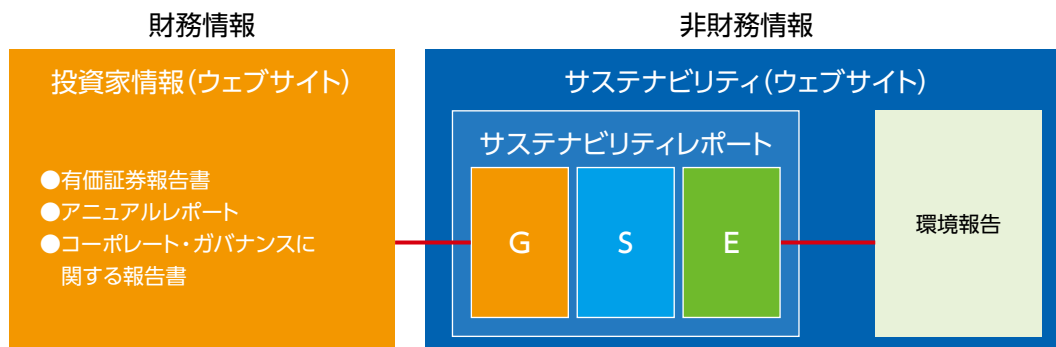 財務情報
投資家情報(ウェブサイト)
●有価証券報告書
●アニュアルレポート
●コーポレート・ガバナンスに
関する報告書
非財務情報
サステナビリティ(ウェブサイト)
サステナビリティレポート
G
S
E
環境報告